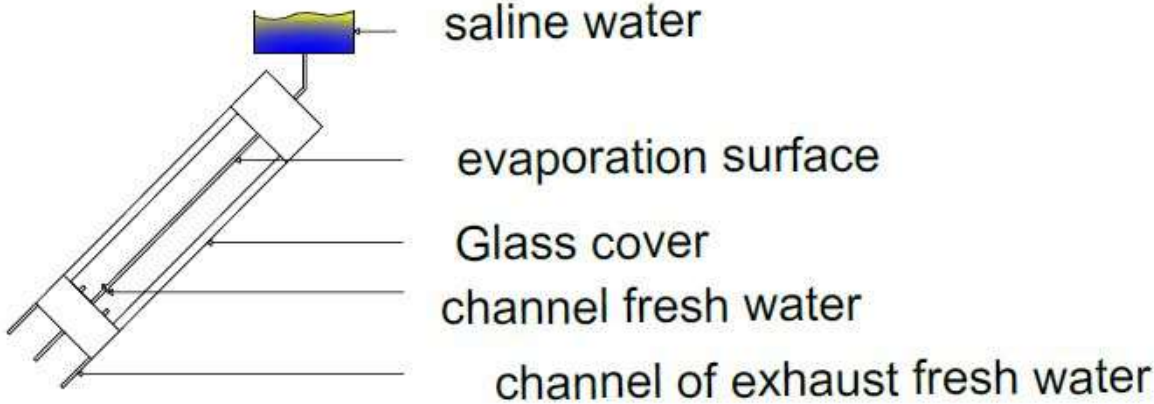 saline water
evaporation surface
Glass cover
channel fresh water
channel of exhaust fresh water